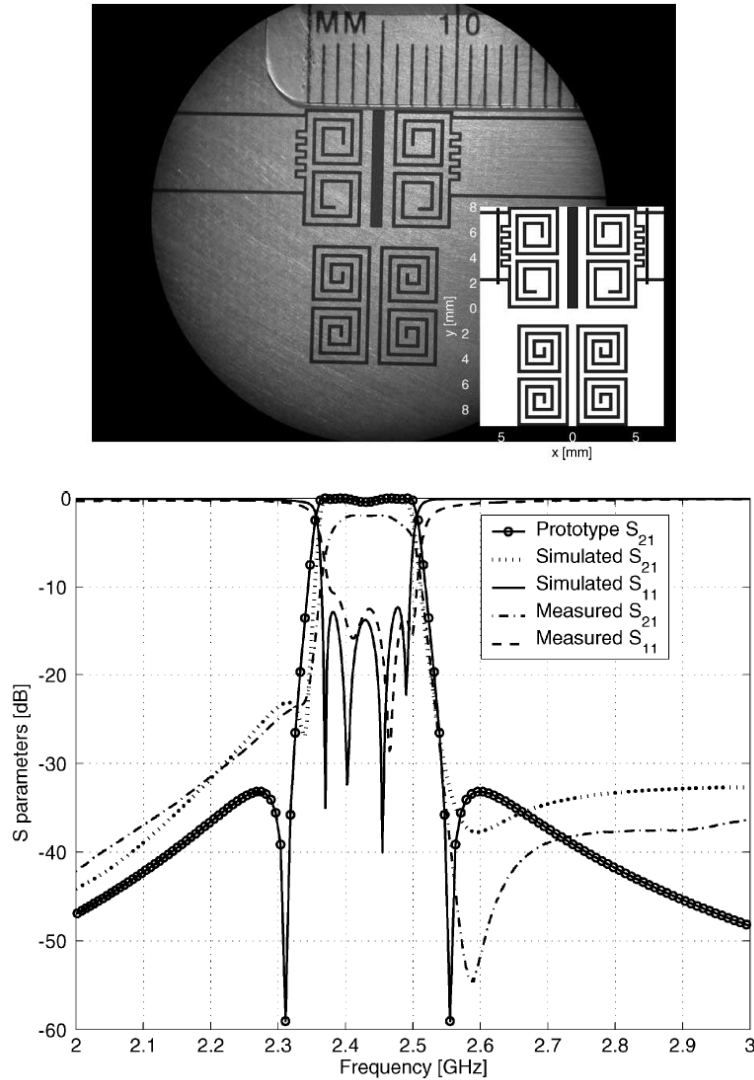 MM 10
8
6
4
2
0
2
4
6
8
y [mm]
5 0 5
x [mm]
0
-10
-20
-30
-40
-50
-60
S parameters [dB]
Prototype S21
Simulated S21
Simulated S11
Measured S21
Measured S11
2 2.1 2.2 2.3 2.4 2.5 2.6 2.7 2.8 2.9 3
Frequency [GHz]